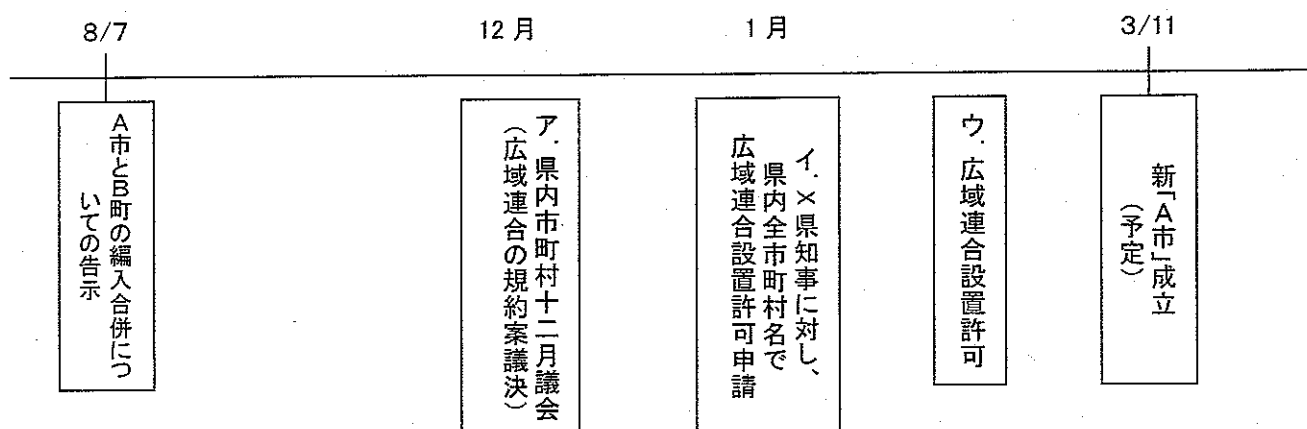 8/7
12月
1月
3/11
A市とB町の編入合併につ
いての告示
ア．県内市町村十二月議会
（広域連合の規約案議決）
イ．X県知事に対し、
県内全市町村名で
広域連合設置許可申請
ウ．広域連合設置許可
新「A市」成立
（予定）